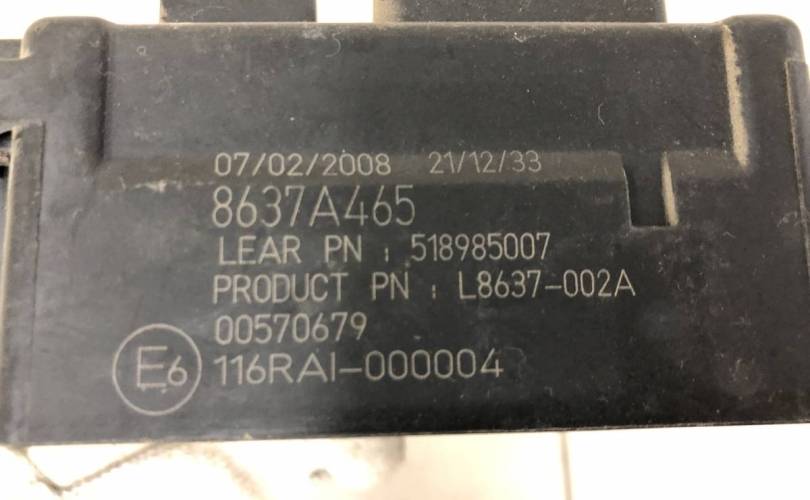 07/02/2008 21/12/33
8637A465
LEAR PN : 518985007
PRODUCT PN : L8637-002A
00570679
E6 116RAI-000004